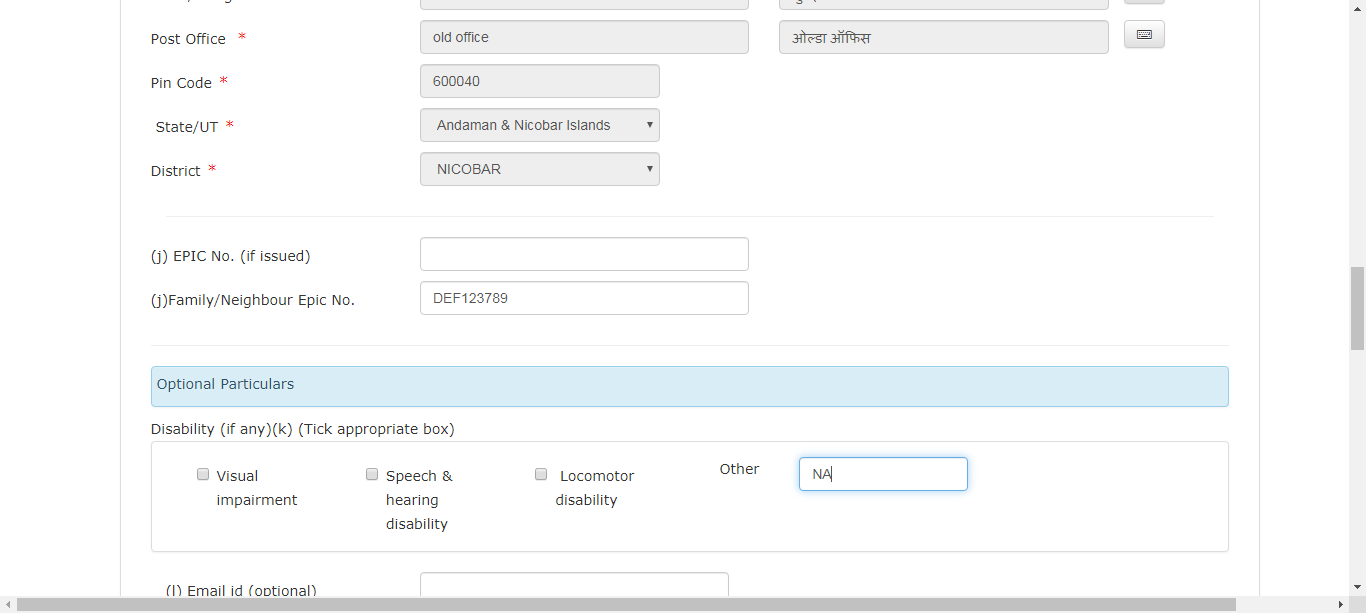 Post Office * old office ओल्डा ऑफिस
Pin Code * 600040
State/UT * Andaman & Nicobar Islands
District * NICOBAR
(j) EPIC No. (if issued)
(j)Family/Neighbour Epic No. DEF123789
Optional Particulars
Disability (if any)(k) (Tick appropriate box)
Visual impairment
Speech & hearing disability
Locomotor disability
Other NA
(l) Email id (optional)